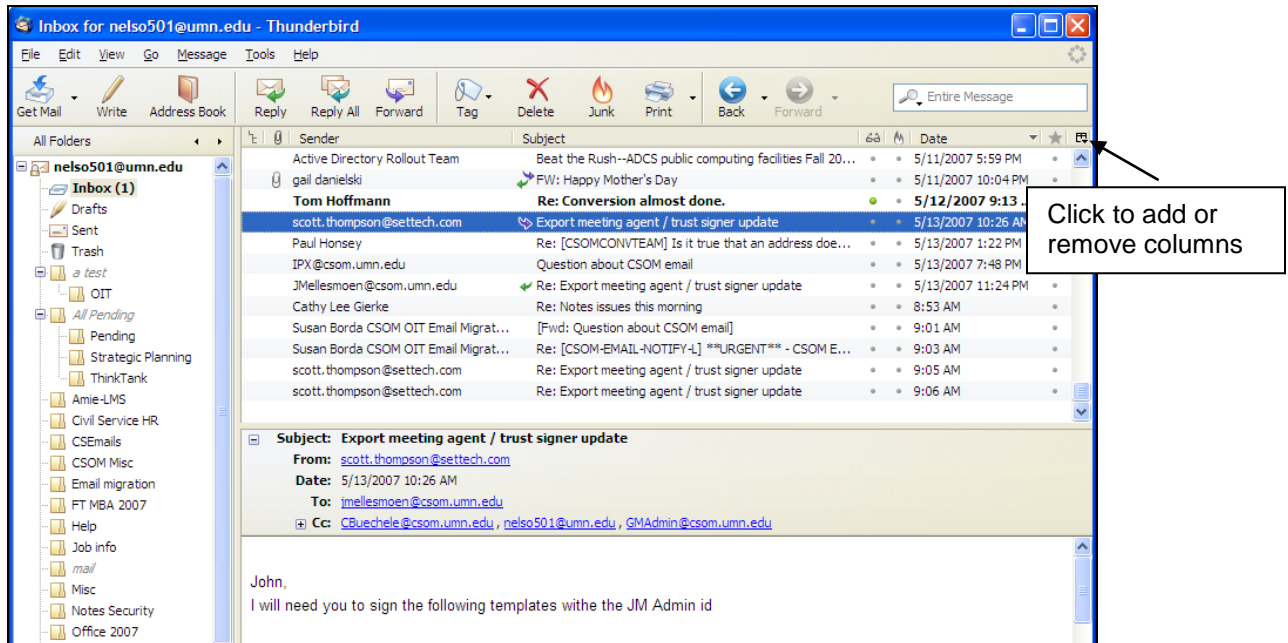 Inbox for nelso501@umn.edu - Thunderbird
File Edit View Go Message Tools Help
Get Mail Write Address Book Reply Reply All Forward Tag Delete Junk Print Back Forward Entire Message
All Folders
Sender Subject Date
nelso501@umn.edu
Inbox (1)
Drafts
Sent
Trash
a test
OIT
All Pending
Pending
Strategic Planning
ThinkTank
Amie-LMS
Civil Service HR
CSEmails
CSOM Misc
Email migration
FT MBA 2007
Help
Job info
mail
Misc
Notes Security
Office 2007
Active Directory Rollout Team Beat the Rush--ADCS public computing facilities Fall 20... 5/11/2007 5:59 PM
gail danielski FW: Happy Mother's Day 5/11/2007 10:04 PM
Tom Hoffmann Re: Conversion almost done. 5/12/2007 9:13 ..
scott.thompson@settech.com Export meeting agent / trust signer update 5/13/2007 10:26 AM
Paul Honsey Re: [CSOMCONVTEAM] Is it true that an address doe... 5/13/2007 1:22 PM
IPX@csom.umn.edu Question about CSOM email 5/13/2007 7:48 PM
JMellesmoen@csom.umn.edu Re: Export meeting agent / trust signer update 5/13/2007 11:24 PM
Cathy Lee Gierke Re: Notes issues this morning 8:53 AM
Susan Borda CSOM OIT Email Migrat... [Fwd: Question about CSOM email] 9:01 AM
Susan Borda CSOM OIT Email Migrat... Re: [CSOM-EMAIL-NOTIFY-L] **URGENT** - CSOM E... 9:03 AM
scott.thompson@settech.com Re: Export meeting agent / trust signer update 9:05 AM
scott.thompson@settech.com Re: Export meeting agent / trust signer update 9:06 AM
Click to add or
remove columns
Subject: Export meeting agent / trust signer update
From: scott.thompson@settech.com
Date: 5/13/2007 10:26 AM
To: jmellesmoen@csom.umn.edu
Cc: CBuechele@csom.umn.edu , nelso501@umn.edu , GMAdmin@csom.umn.edu
John,
I will need you to sign the following templates withe the JM Admin id